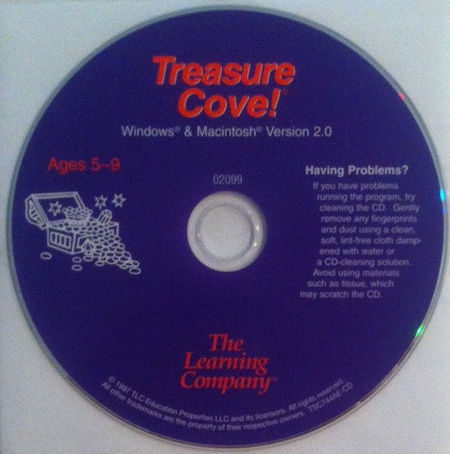 Treasure
Cove!
Windows® & Macintosh® Version 2.0
Ages 5–9
02099
Having Problems?
If you have problems
running the program, try
cleaning the CD. Gently
remove any fingerprints
and dust using a clean,
soft, lint-free cloth damp-
ened with water or
a CD-cleaning solution.
Avoid using materials
such as tissue, which
may scratch the CD.
The
Learning
Company®
© 1997 TLC Education Properties LLC and its licensors. All rights reserved.
All other trademarks are the property of their respective owners. TSC744AE-CD